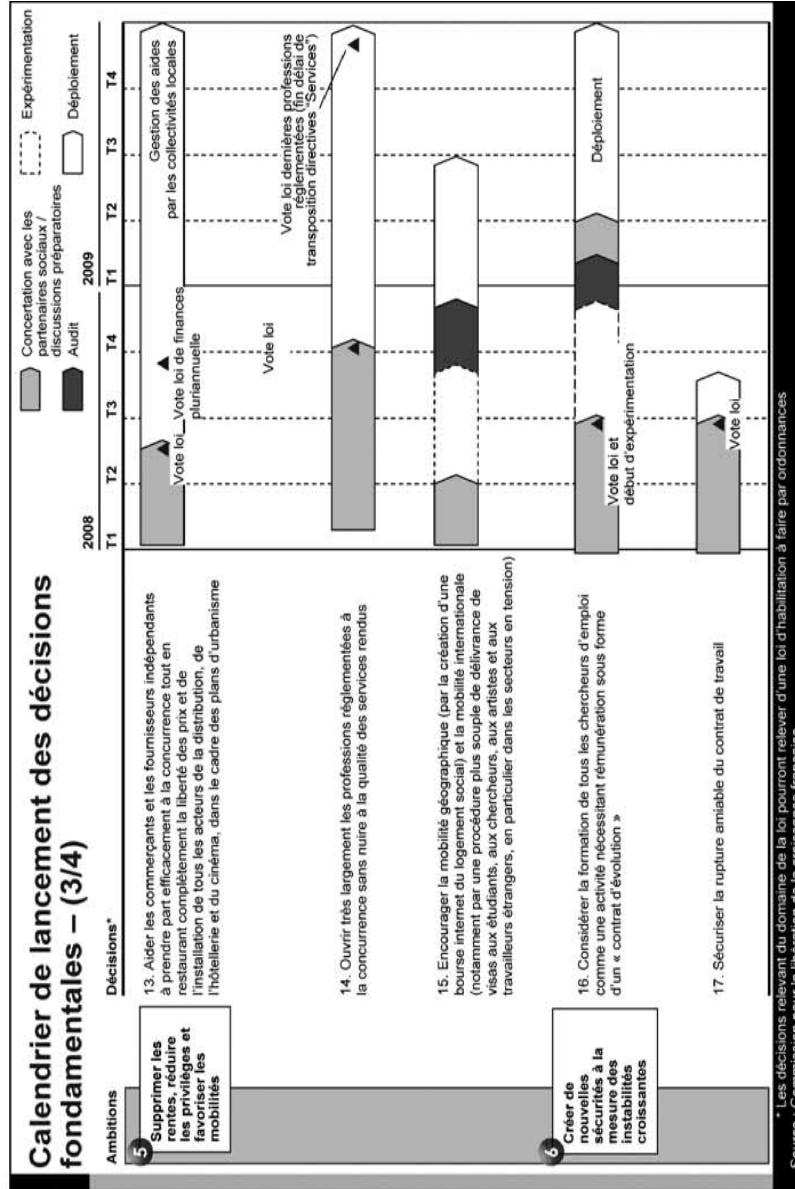 Calendrier de lancement des décisions
fondamentales – (3/4)
Concertation avec les
partenaires sociaux /
discussions préparatoires
Audit
Expérimentation
Déploiement
Ambitions
Décisions*
2008
2009
T1
T2
T3
T4
T1
T2
T3
T4
5
Supprimer les
rentes, réduire
les privilèges et
favoriser les
mobilités
13. Aider les commerçants et les fournisseurs indépendants
à prendre part efficacement à la concurrence tout en
restaurant complètement la liberté des prix et de
l'installation de tous les acteurs de la distribution, de
l'hôtellerie et du cinéma, dans le cadre des plans d'urbanisme
Vote loi
Vote loi de finances
pluriannuelle
Gestion des aides
par les collectivités locales
14. Ouvrir très largement les professions réglementées à
la concurrence sans nuire à la qualité des services rendus
Vote loi
Vote loi dernières professions
réglementées (fin délai de
transposition directives "Services")
15. Encourager la mobilité géographique (par la création d'une
bourse internet du logement social) et la mobilité internationale
(notamment par une procédure plus souple de délivrance de
visas aux étudiants, aux chercheurs, aux artistes et aux
travailleurs étrangers, en particulier dans les secteurs en tension)
6
Créer de
nouvelles
sécurités à la
mesure des
instabilités
croissantes
16. Considérer la formation de tous les chercheurs d'emploi
comme une activité nécessitant rémunération sous forme
d'un « contrat d'évolution »
Vote loi et
début d'expérimentation
Déploiement
17. Sécuriser la rupture amiable du contrat de travail
Vote loi
* Les décisions relevant du domaine de la loi pourront relever d'une loi d'habilitation à faire par ordonnances
Source : Commission pour la libération de la croissance française